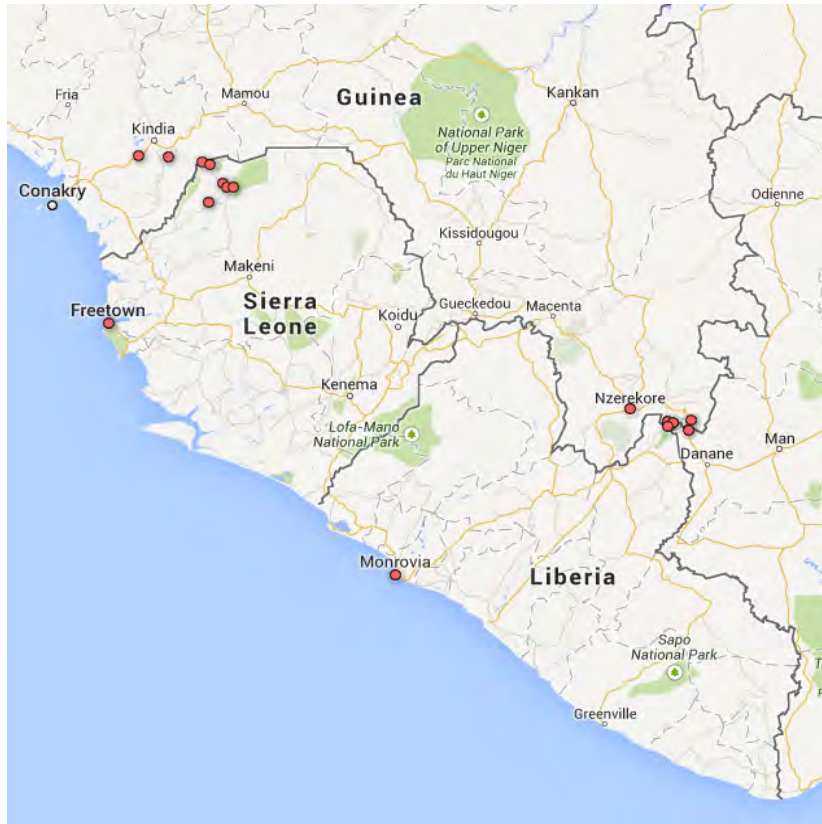 Fria
Mamou
Guinea
Kankan
Kindia
National Park
of Upper Niger
Parc National
du Haut Niger
Conakry
Odienne
Kissidougou
Makeni
Sierra
Leone
Gueckedou
Macenta
Koidu
Freetown
Kenema
Nzerekore
Lofa-Mano
National Park
Man
Danane
Monrovia
Liberia
Sapo
National Park
Greenville